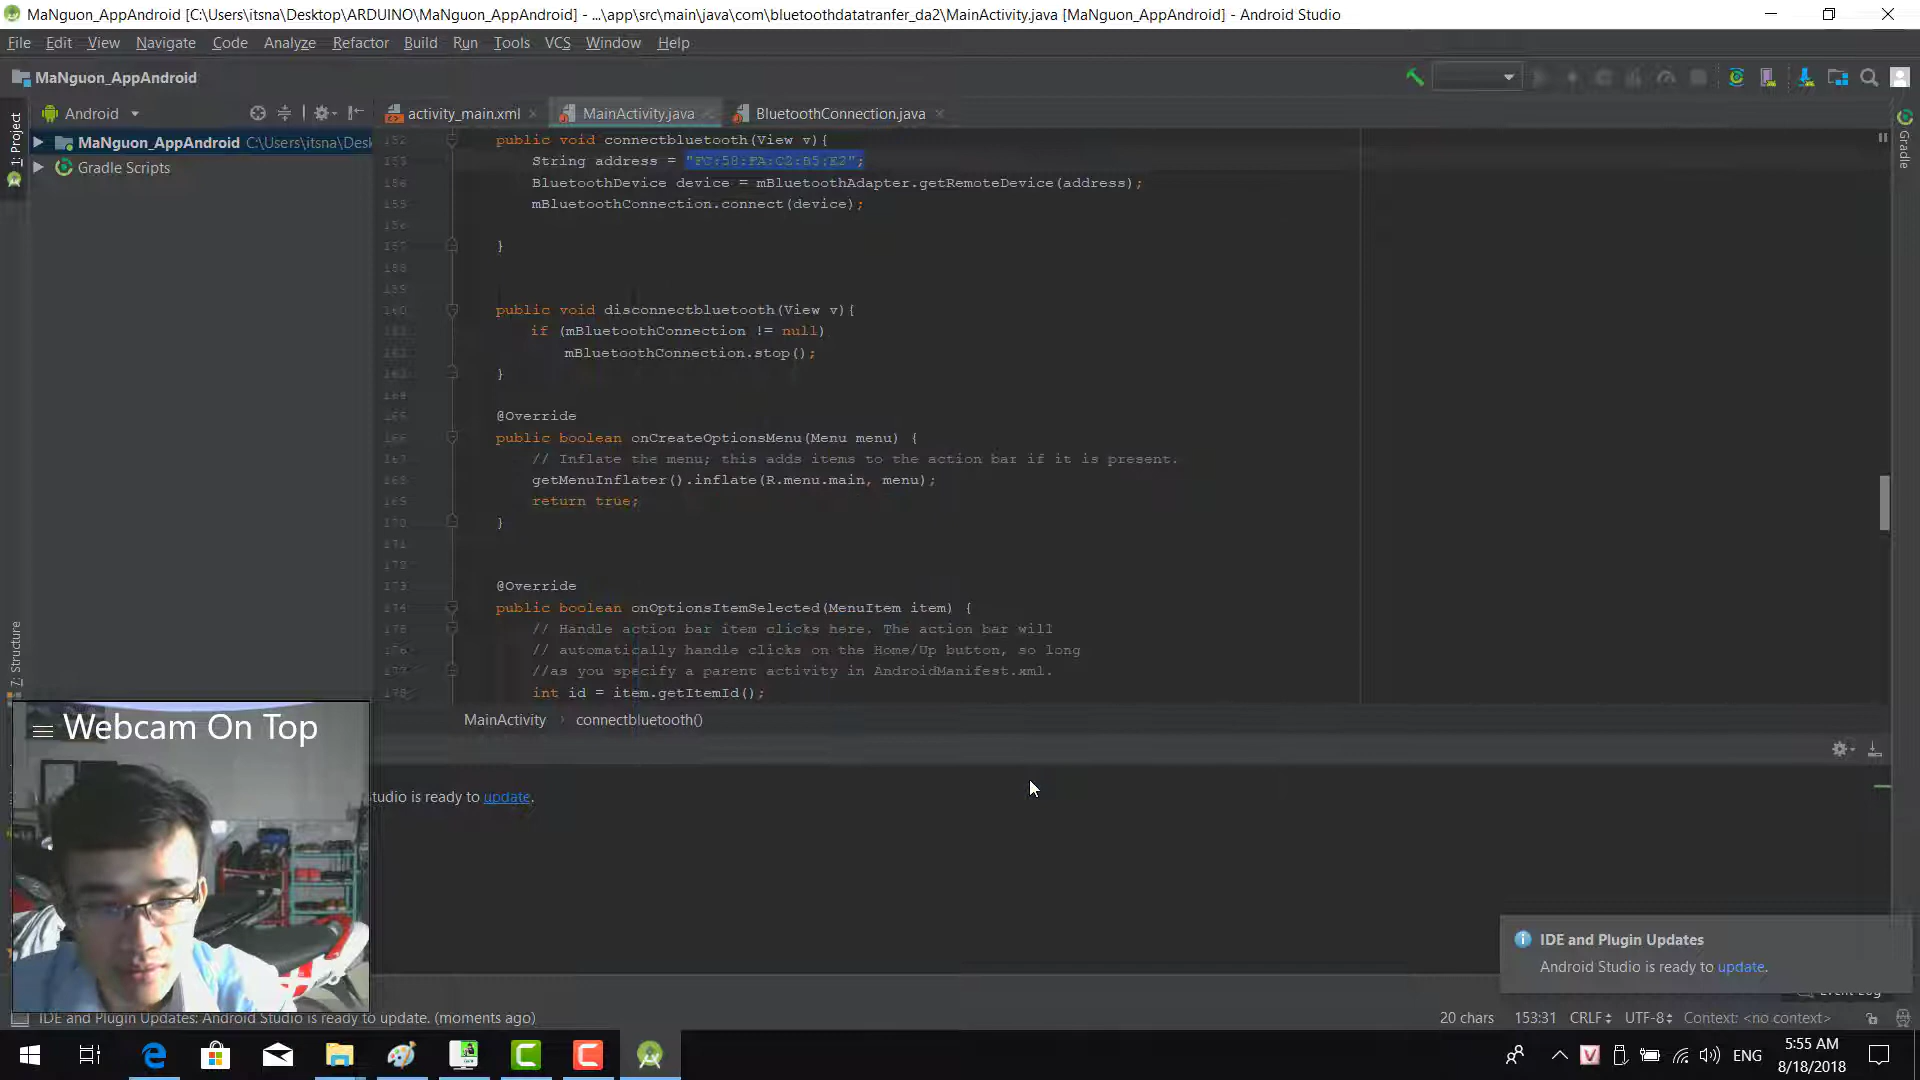 MaNguon_AppAndroid [C:\Users\itsna\Desktop\ARDUINO\MaNguon_AppAndroid] - ...\app\src\main\java\com\bluetoothdatatranfer_da2\MainActivity.java [MaNguon_AppAndroid] - Android Studio
File Edit View Navigate Code Analyze Refactor Build Run Tools VCS Window Help
MaNguon_AppAndroid
Android
activity_main.xml
MainActivity.java
BluetoothConnection.java
1: Project
Gradle
MaNguon_AppAndroid C:\Users\itsna\Desk
Gradle Scripts
public void connectbluetooth(View v){
String address = "FC:58:FA:C2:B5:E2";
BluetoothDevice device = mBluetoothAdapter.getRemoteDevice(address);
mBluetoothConnection.connect(device);
}
public void disconnectbluetooth(View v){
if (mBluetoothConnection != null)
mBluetoothConnection.stop();
}
@Override
public boolean onCreateOptionsMenu(Menu menu) {
// Inflate the menu; this adds items to the action bar if it is present.
getMenuInflater().inflate(R.menu.main, menu);
return true;
}
@Override
public boolean onOptionsItemSelected(MenuItem item) {
// Handle action bar item clicks here. The action bar will
// automatically handle clicks on the Home/Up button, so long
//as you specify a parent activity in AndroidManifest.xml.
int id = item.getItemId();
7: Structure
MainActivity › connectbluetooth()
Webcam On Top
tudio is ready to update.
IDE and Plugin Updates
Android Studio is ready to update.
IDE and Plugin Updates: Android Studio is ready to update. (moments ago)
20 chars 153:31 CRLF UTF-8 Context: <no context>
ENG
5:55 AM
8/18/2018